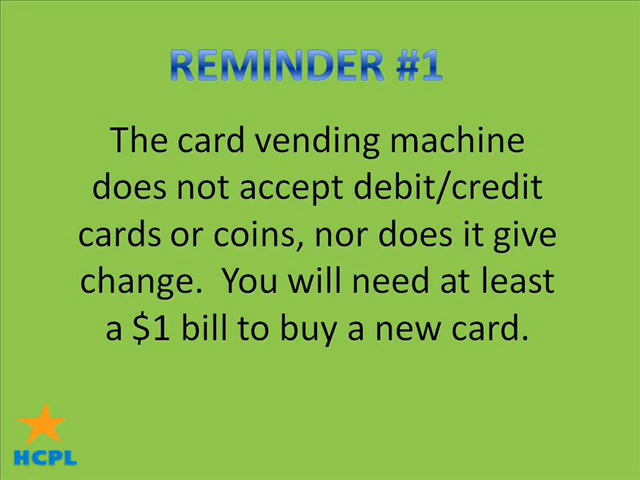 REMINDER #1
The card vending machine
does not accept debit/credit
cards or coins, nor does it give
change.  You will need at least
a $1 bill to buy a new card.
HCPL